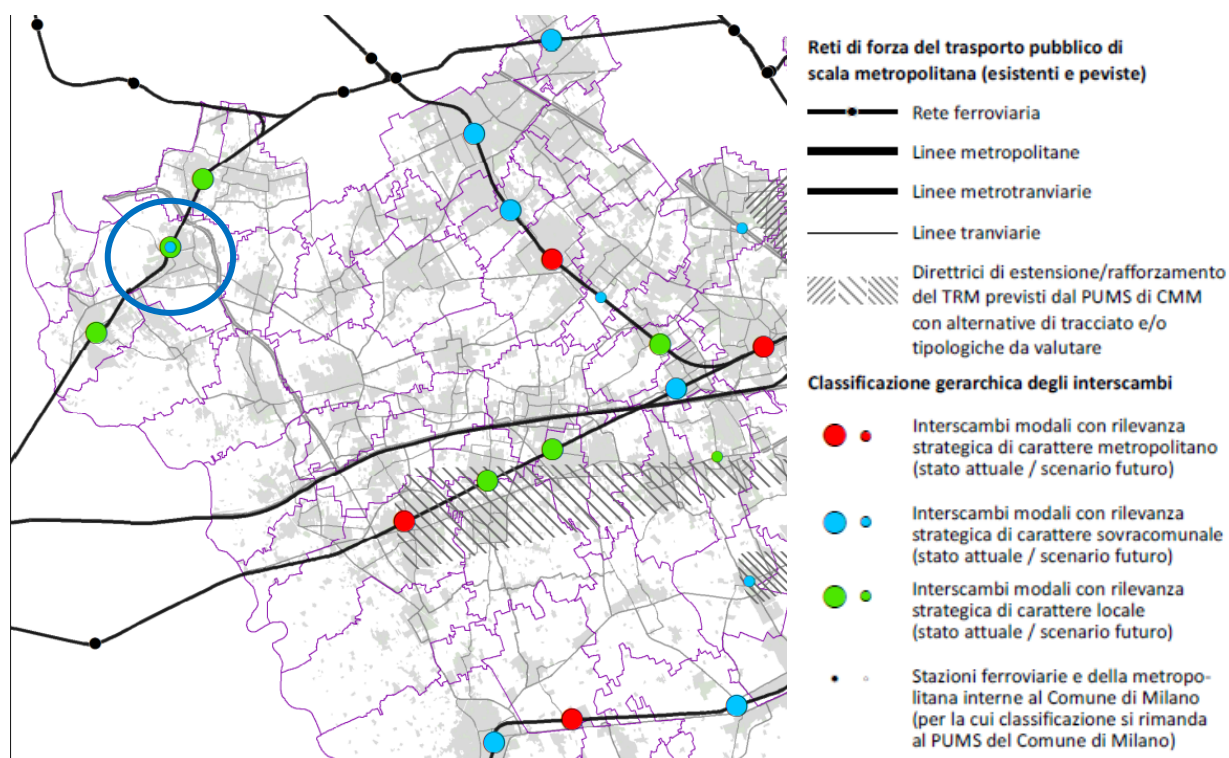 Reti di forza del trasporto pubblico di
scala metropolitana (esistenti e peviste)
Rete ferroviaria
Linee metropolitane
Linee metrotranviarie
Linee tranviarie
Direttrici di estensione/rafforzamento
del TRM previsti dal PUMS di CMM
con alternative di tracciato e/o
tipologiche da valutare
Classificazione gerarchica degli interscambi
Interscambi modali con rilevanza
strategica di carattere metropolitano
(stato attuale / scenario futuro)
Interscambi modali con rilevanza
strategica di carattere sovracomunale
(stato attuale / scenario futuro)
Interscambi modali con rilevanza
strategica di carattere locale
(stato attuale / scenario futuro)
Stazioni ferroviarie e della metropo-
litana interne al Comune di Milano
(per la cui classificazione si rimanda
al PUMS del Comune di Milano)